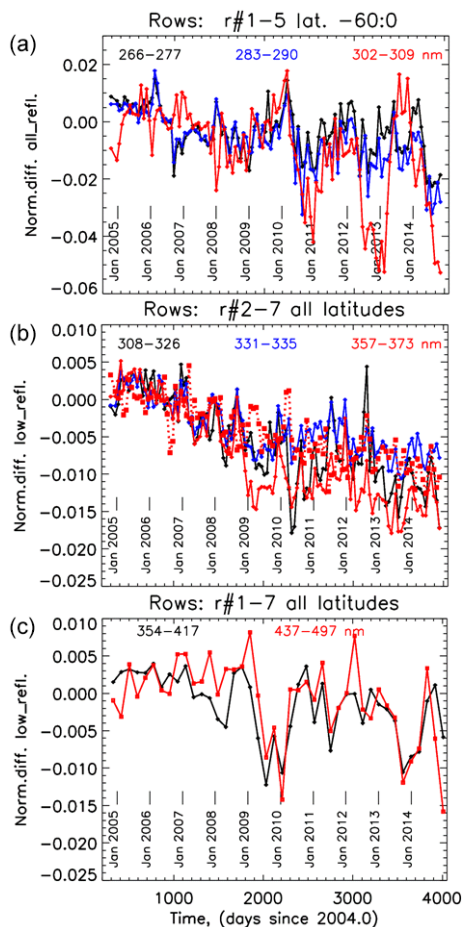 Rows: r#1-5 lat. -60:0
(a)
266-277 283-290 302-309 nm
Norm.diff. all_refl.
0.02
0.00
-0.02
-0.04
-0.06
Jan 2005
Jan 2006
Jan 2007
Jan 2008
Jan 2009
Jan 2010
Jan 2011
Jan 2012
Jan 2013
Jan 2014
Rows: r#2-7 all latitudes
(b)
308-326 331-335 357-373 nm
Norm.diff. low_refl.
0.010
0.005
0.000
-0.005
-0.010
-0.015
-0.020
-0.025
Jan 2005
Jan 2006
Jan 2007
Jan 2008
Jan 2009
Jan 2010
Jan 2011
Jan 2012
Jan 2013
Jan 2014
Rows: r#1-7 all latitudes
(c)
354-417 437-497 nm
Norm.diff. low_refl.
0.010
0.005
0.000
-0.005
-0.010
-0.015
-0.020
-0.025
Jan 2005
Jan 2006
Jan 2007
Jan 2008
Jan 2009
Jan 2010
Jan 2011
Jan 2012
Jan 2013
Jan 2014
1000 2000 3000 4000
Time, (days since 2004.0)